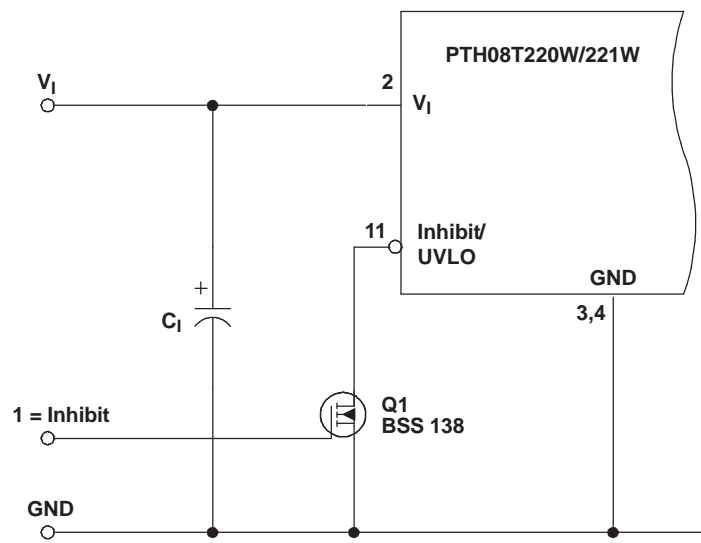 PTH08T220W/221W
V_I
2
V_I
11
Inhibit/
UVLO
GND
3,4
+
C_I
Q1
BSS 138
1 = Inhibit
GND